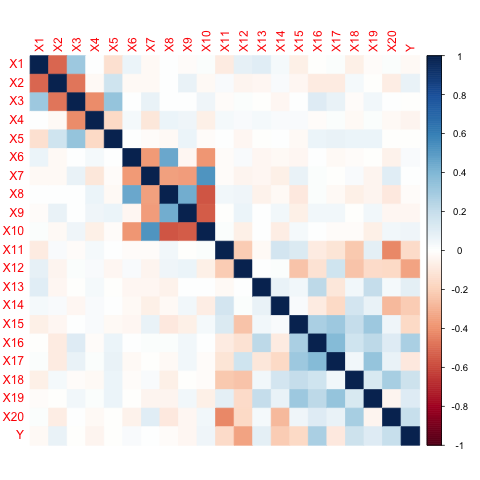 X1 X2 X3 X4 X5 X6 X7 X8 X9 X10 X11 X12 X13 X14 X15 X16 X17 X18 X19 X20 Y
X1
X2
X3
X4
X5
X6
X7
X8
X9
X10
X11
X12
X13
X14
X15
X16
X17
X18
X19
X20
Y
1
0.8
0.6
0.4
0.2
0
-0.2
-0.4
-0.6
-0.8
-1